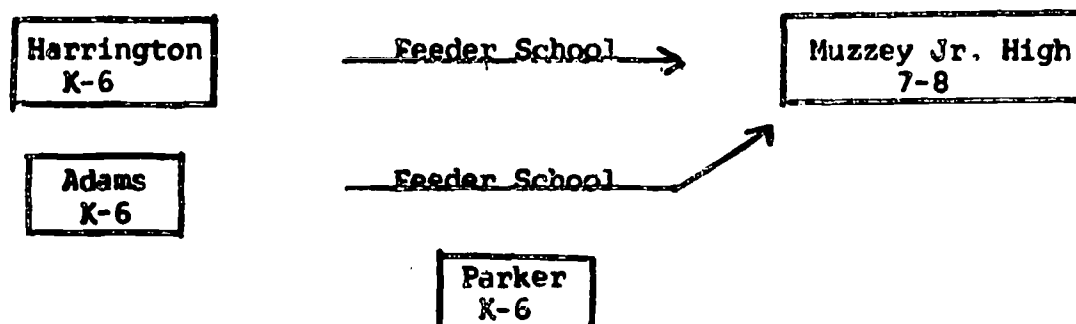 Harrington
K-6
Feeder School
Muzzey Jr. High
7-8
Adams
K-6
Feeder School
Parker
K-6